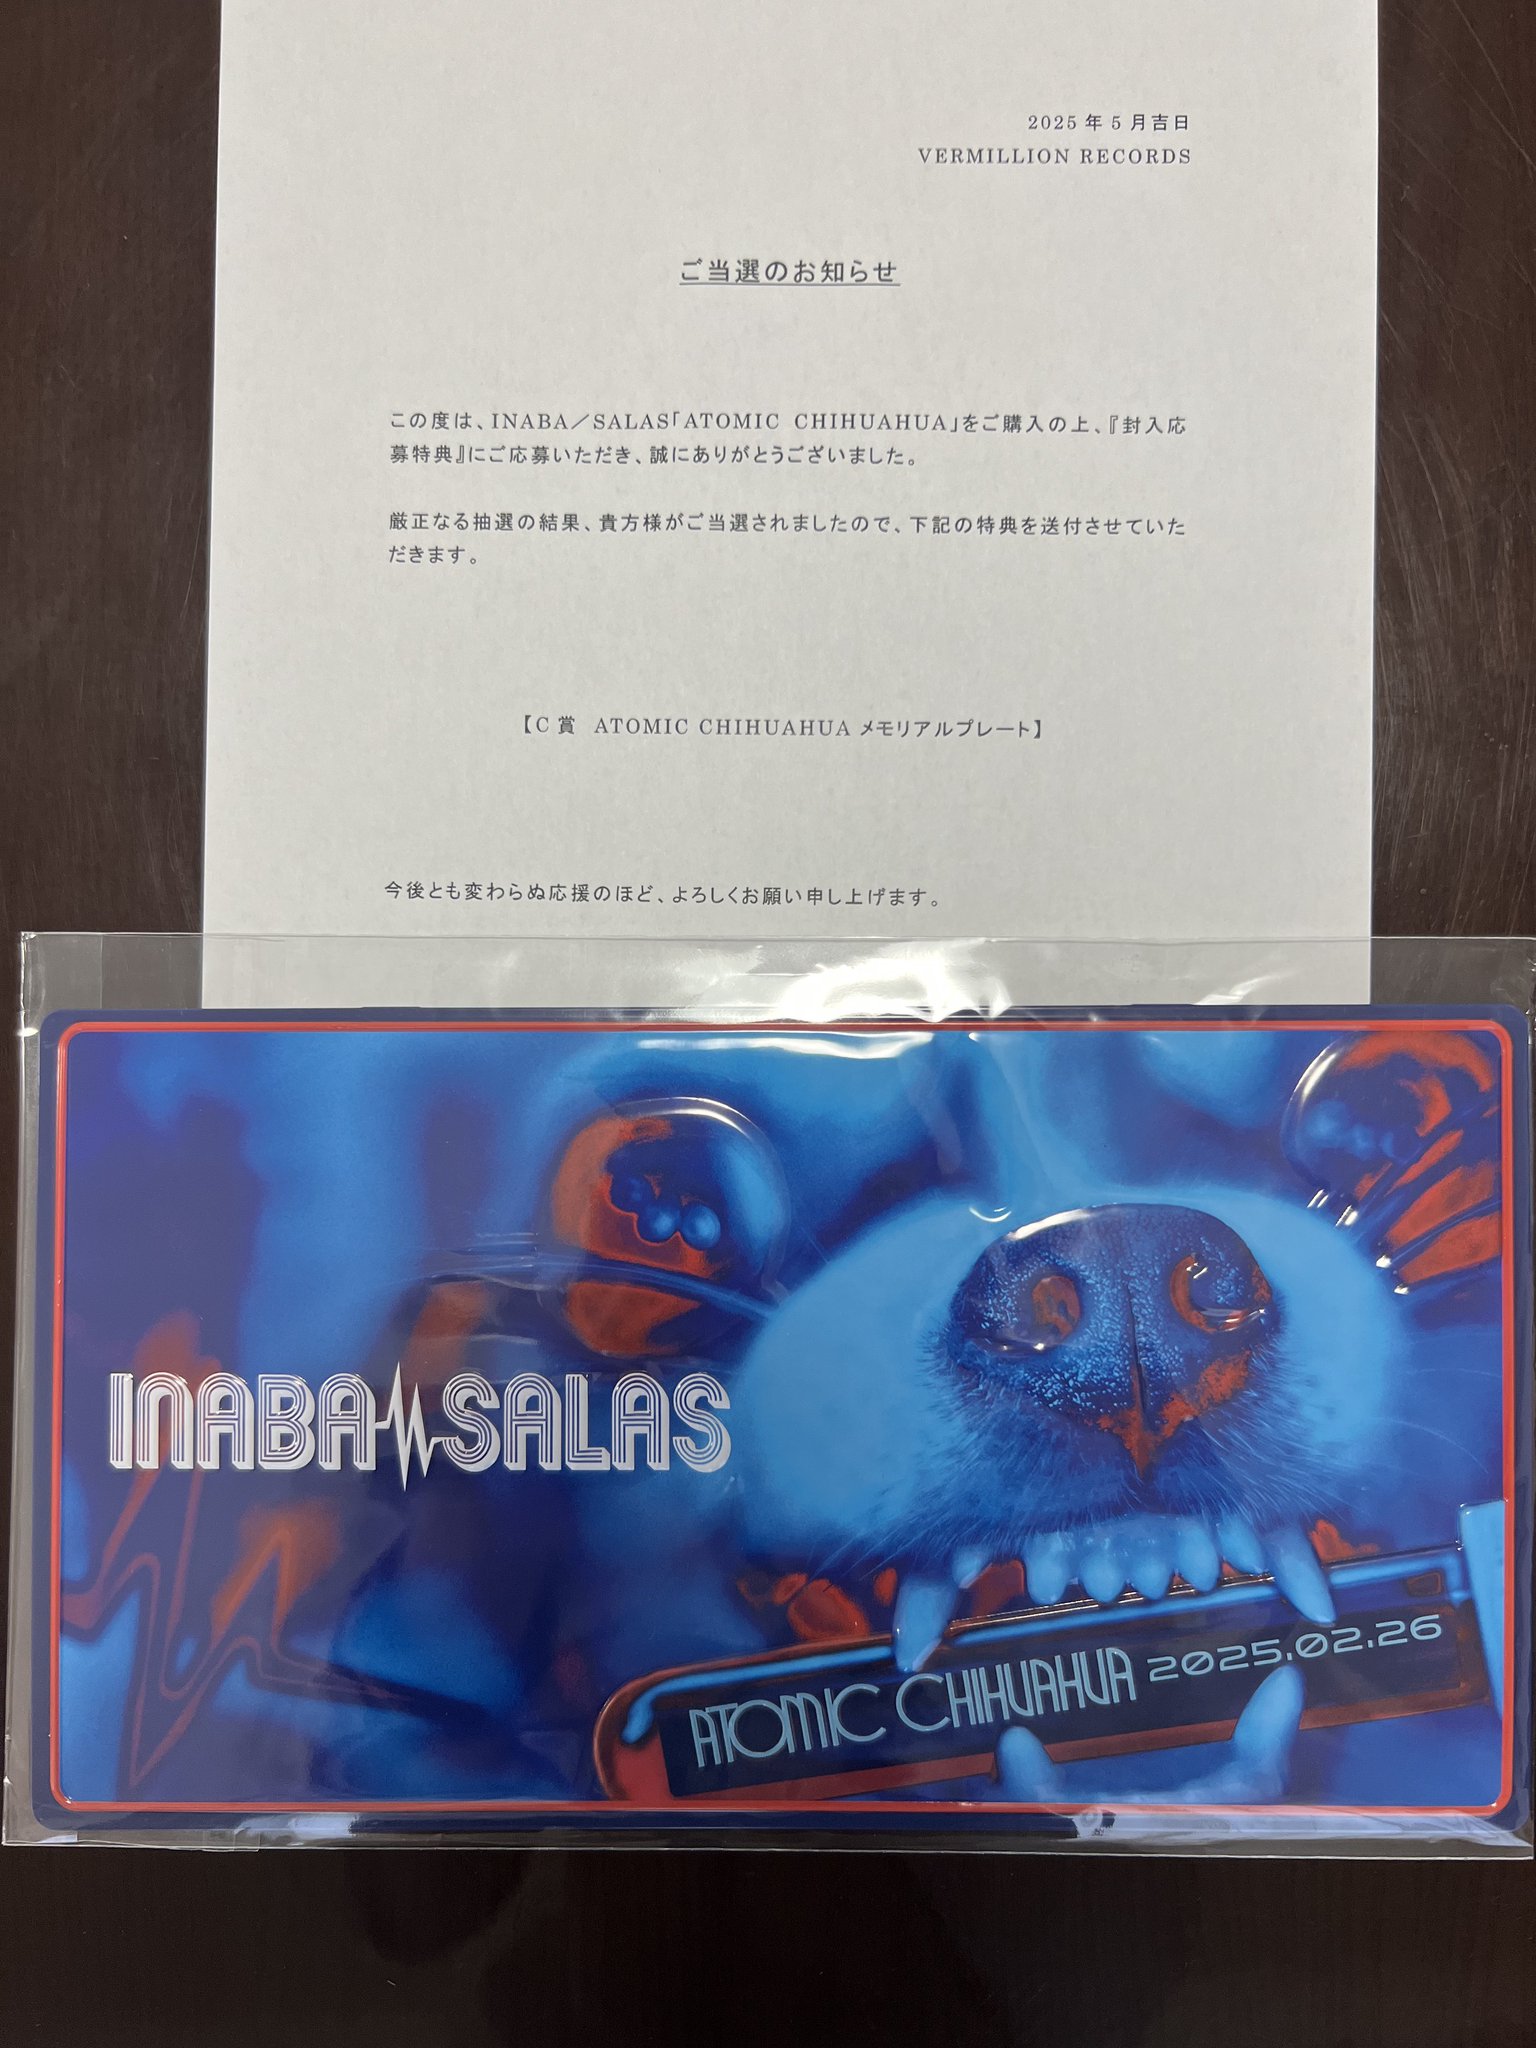 2025年5月吉日
VERMILLION RECORDS
ご当選のお知らせ
この度は、INABA／SALAS「ATOMIC CHIHUAHUA」をご購入の上、『封入応
募特典』にご応募いただき、誠にありがとうございました。
厳正なる抽選の結果、貴方様がご当選されましたので、下記の特典を送付させていた
だきます。
【C賞 ATOMIC CHIHUAHUA メモリアルプレート】
今後とも変わらぬ応援のほど、よろしくお願い申し上げます。
INABA SALAS
ATOMIC CHIHUAHUA 2025.02.26